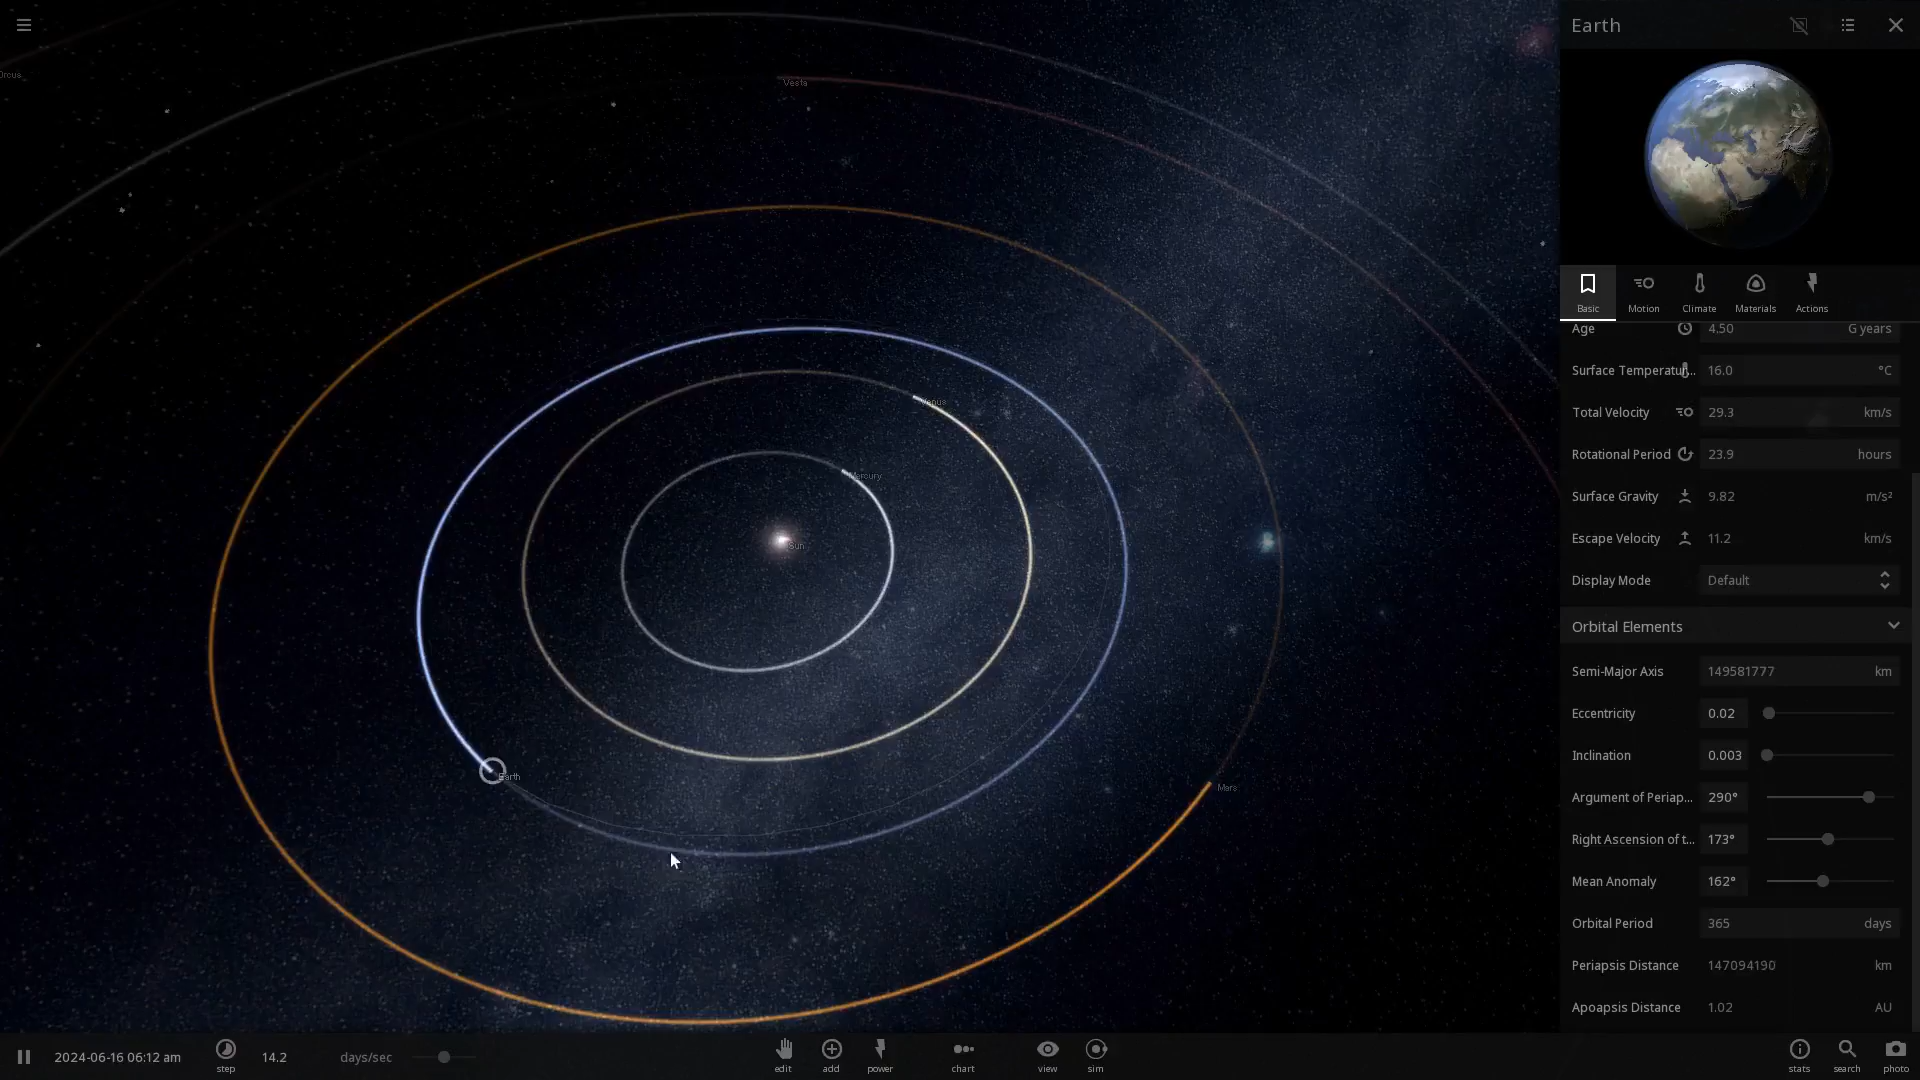 Earth
Orcus
Vesta
Venus
Mercury
Sun
Earth
Mars
Basic
Motion
Climate
Materials
Actions
Age 4.50 G years
Surface Temperatur... 16.0 °C
Total Velocity 29.3 km/s
Rotational Period 23.9 hours
Surface Gravity 9.82 m/s²
Escape Velocity 11.2 km/s
Display Mode Default
Orbital Elements
Semi-Major Axis 149581777 km
Eccentricity 0.02
Inclination 0.003
Argument of Periap... 290°
Right Ascension of t... 173°
Mean Anomaly 162°
Orbital Period 365 days
Periapsis Distance 147094190 km
Apoapsis Distance 1.02 AU
2024-06-16 06:12 am
step
14.2 days/sec
edit
add
power
chart
view
sim
stats
search
photo